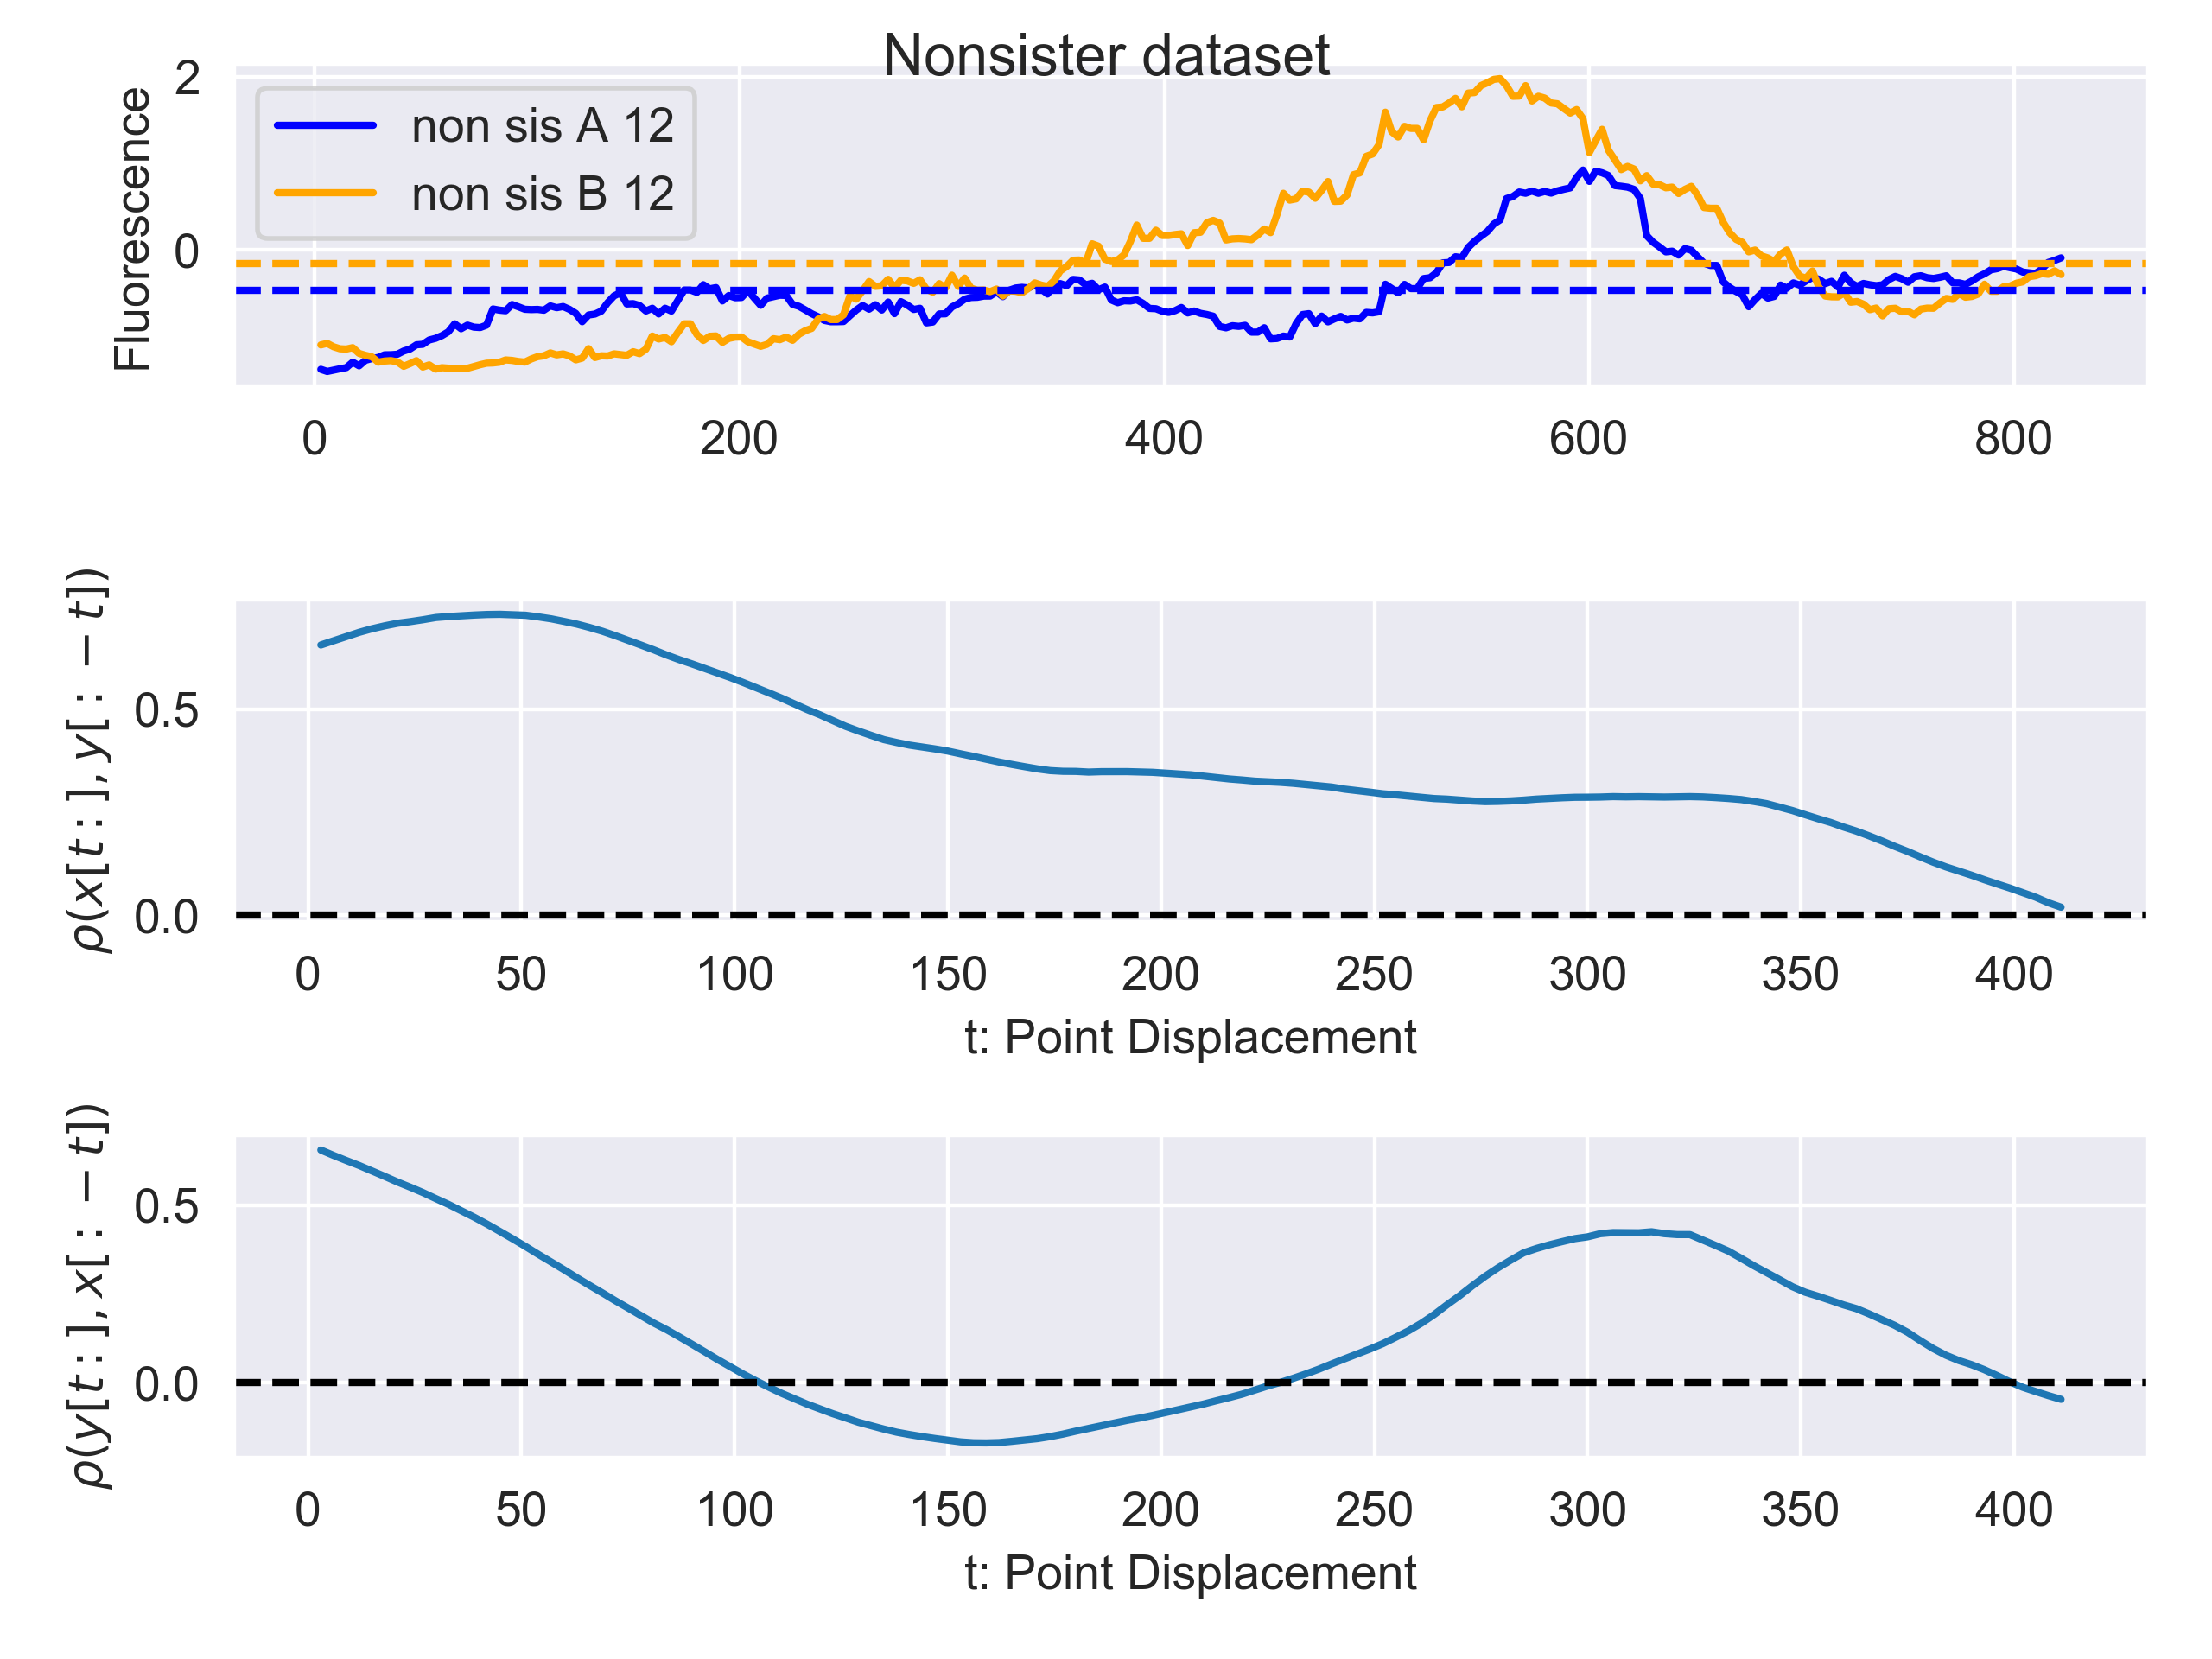 Nonsister dataset
Fluorescence
2
0
non sis A 12
non sis B 12
0 200 400 600 800
ρ(x[t:], y[: − t])
0.5
0.0
0 50 100 150 200 250 300 350 400
t: Point Displacement
ρ(y[t:], x[: − t])
0.5
0.0
0 50 100 150 200 250 300 350 400
t: Point Displacement